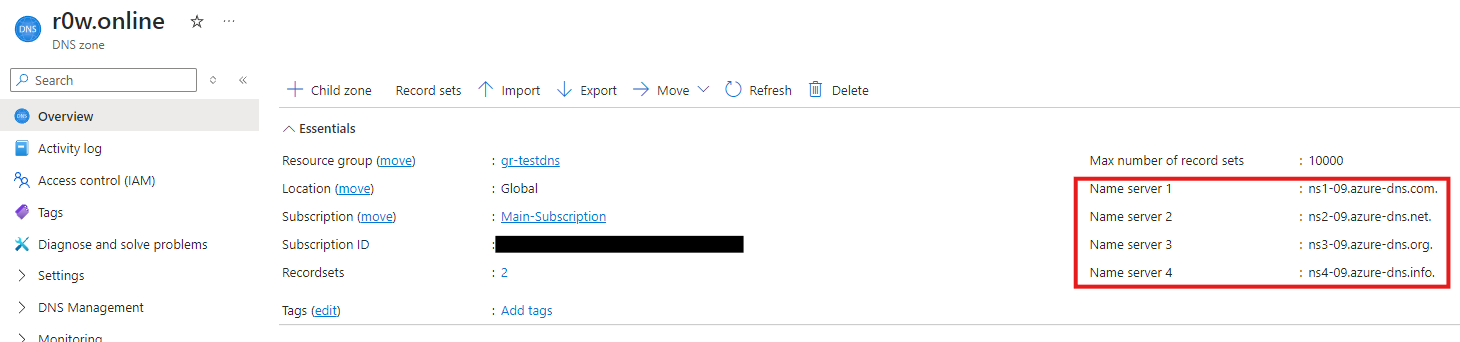 DNS
r0w.online
DNS zone
Search
DNS
Overview
Activity log
Access control (IAM)
Tags
Diagnose and solve problems
Settings
DNS Management
Monitoring
Child zone Record sets Import Export Move Refresh Delete
Essentials
Resource group (move) : gr-testdns
Location (move) : Global
Subscription (move) : Main-Subscription
Subscription ID :
Recordsets : 2
Tags (edit) : Add tags
Max number of record sets : 10000
Name server 1 : ns1-09.azure-dns.com.
Name server 2 : ns2-09.azure-dns.net.
Name server 3 : ns3-09.azure-dns.org.
Name server 4 : ns4-09.azure-dns.info.